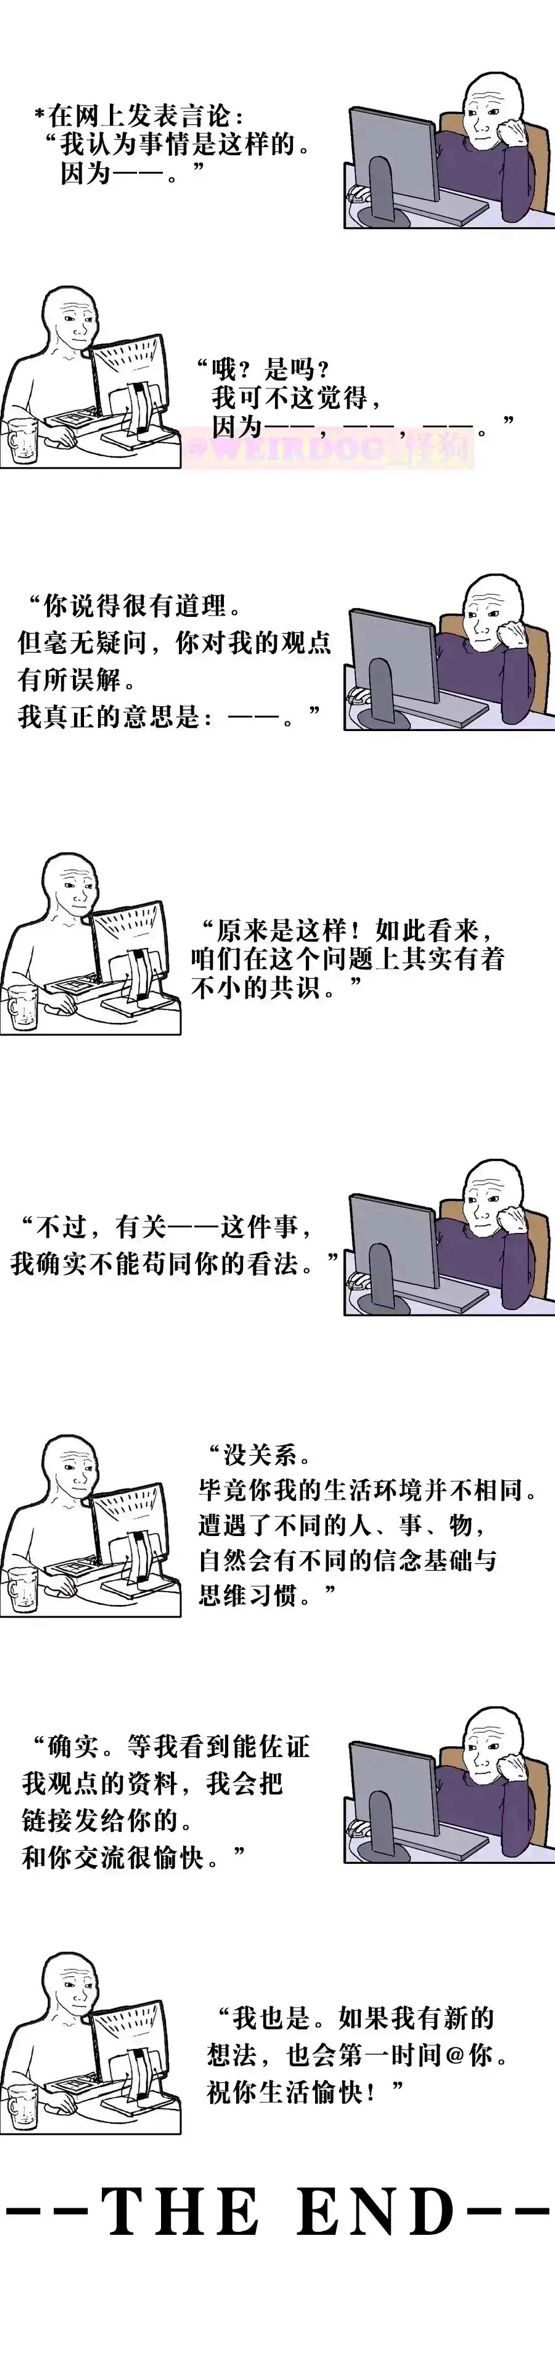 *在网上发表言论：
“我认为事情是这样的。
因为——。”
“哦？是吗？
我可不这觉得，
因为——，——，——。”
@WEIRDOG_怪狗
“你说得很有道理。
但毫无疑问，你对我的观点
有所误解。
我真正的意思是：——。”
“原来是这样！如此看来，
咱们在这个问题上其实有着
不小的共识。”
“不过，有关——这件事，
我确实不能苟同你的看法。”
“没关系。
毕竟你我的生活环境并不相同。
遭遇了不同的人、事、物，
自然会有不同的信念基础与
思维习惯。”
“确实。等我看到能佐证
我观点的资料，我会把
链接发给你的。
和你交流很愉快。”
“我也是。如果我有新的
想法，也会第一时间@你。
祝你生活愉快！”
--THE END--